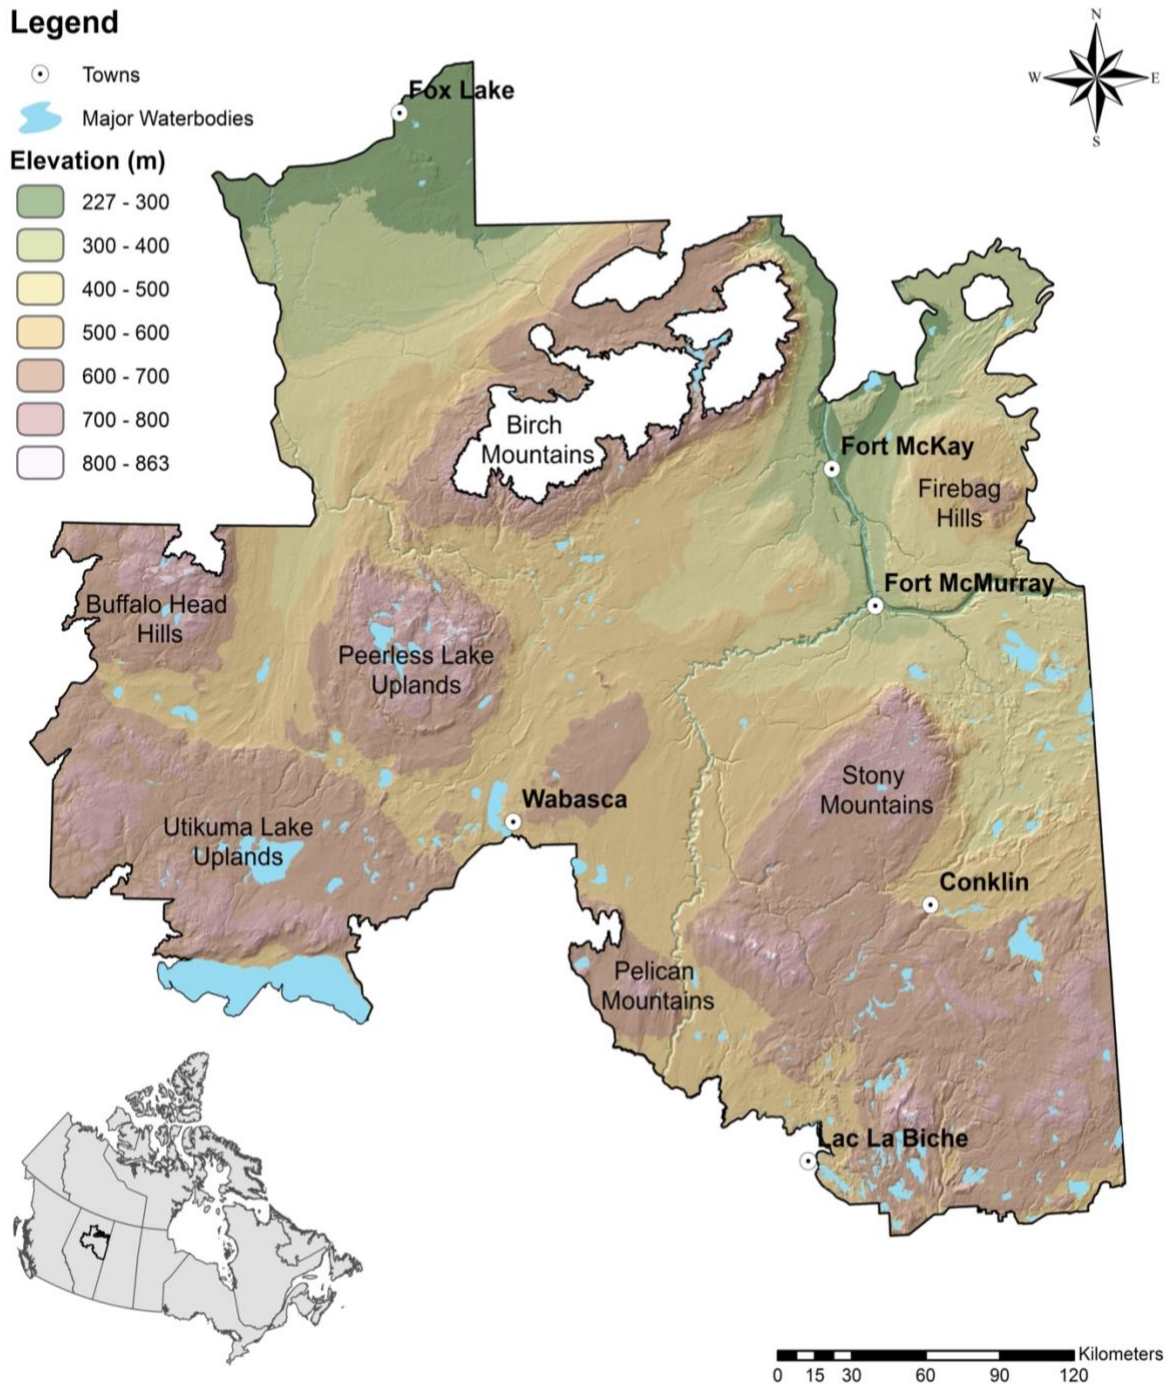 Legend
Towns
Major Waterbodies
Elevation (m)
227 - 300
300 - 400
400 - 500
500 - 600
600 - 700
700 - 800
800 - 863
N
W
E
S
Fox Lake
Birch
Mountains
Fort McKay
Firebag
Hills
Fort McMurray
Buffalo Head
Hills
Peerless Lake
Uplands
Stony
Mountains
Wabasca
Utikuma Lake
Uplands
Conklin
Pelican
Mountains
Lac La Biche
Kilometers
0 15 30 60 90 120